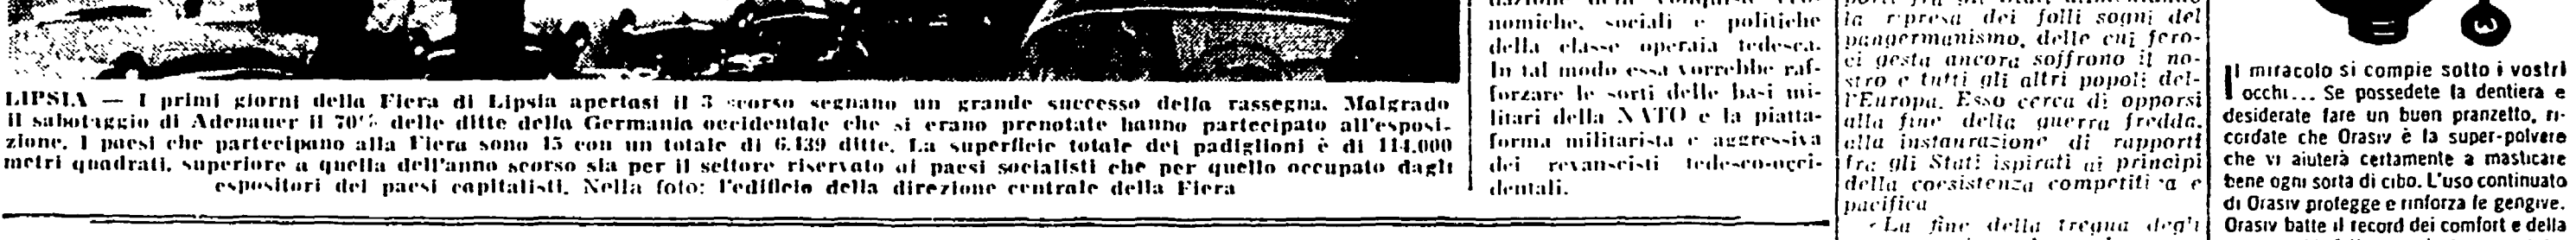 LIPSIA — I primi giorni della Fiera di Lipsia apertasi il 3 scorso segnano un grande successo della rassegna. Malgrado
il sabotaggio di Adenauer il 70% delle ditte della Germania occidentale che si erano prenotate hanno partecipato all'esposi-
zione. I paesi che partecipano alla Fiera sono 15 con un totale di 6.139 ditte. La superficie totale dei padiglioni è di 114.000
metri quadrati, superiore a quella dell'anno scorso sia per il settore riservato ai paesi socialisti che per quello occupato dagli
espositori dei paesi capitalisti. Nella foto: l'edificio della direzione centrale della Fiera
nomiche, sociali e politiche
della classe operaia tedesca.
In tal modo essa vorrebbe raf-
forzare le sorti delle basi mi-
litari della NATO e la piatta-
forma militarista e aggressiva
dei revanscisti tedesco-occi-
dentali.
la ripresa dei folli sogni del
pangermanismo, delle cui fero-
ci gesta ancora soffrono il no-
stro e tutti gli altri popoli del-
l'Europa. Esso cerca di opporsi
alla fine della guerra fredda,
alla instaurazione di rapporti
fra gli Stati ispirati ai principi
della coesistenza competitiva e
pacifica
«La fine della tregua degli
Il miracolo si compie sotto i vostri
occhi... Se possedete la dentiera e
desiderate fare un buon pranzetto, ri-
cordate che Orasiv è la super-polvere
che vi aiuterà certamente a masticare
bene ogni sorta di cibo. L'uso continuato
di Orasiv protegge e rinforza le gengive.
Orasiv batte il record dei comfort e della